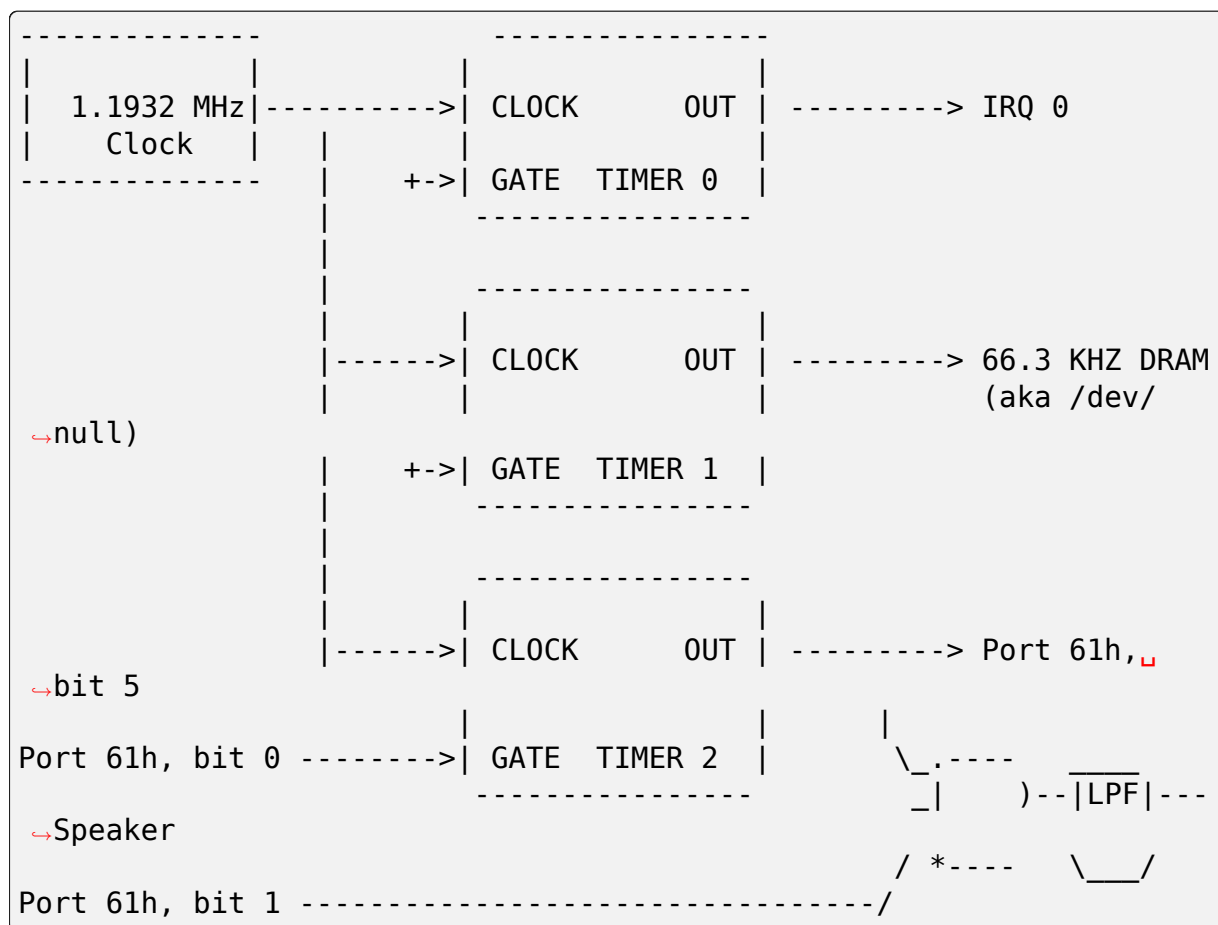 --------------               ----------------
|            |           |                |
|  1.1932 MHz|---------->| CLOCK      OUT | ---------> IRQ 0
|    Clock   |   |       |                |
--------------   |    +->| GATE  TIMER 0  |
                 |        ----------------
                 |
                 |        ----------------
                 |       |                |
                 |------>| CLOCK      OUT | ---------> 66.3 KHZ DRAM
                 |       |                |            (aka /dev/
↪null)
                 |    +->| GATE  TIMER 1  |
                 |        ----------------
                 |
                 |        ----------------
                 |       |                |
                 |------>| CLOCK      OUT | ---------> Port 61h,␣
↪bit 5
                         |                |      |
Port 61h, bit 0 -------->| GATE  TIMER 2  |       \_.----   ____
                          ----------------         _|    )--|LPF|---
↪Speaker
                                                  / *----   \___/
Port 61h, bit 1 ---------------------------------/